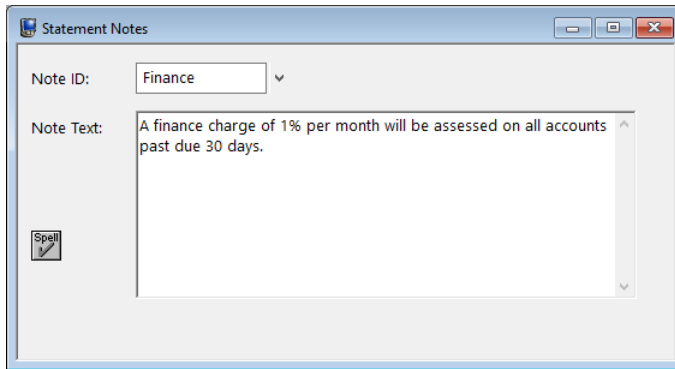 Statement Notes
Note ID:
Finance
Note Text:
A finance charge of 1% per month will be assessed on all accounts
past due 30 days.
Spell